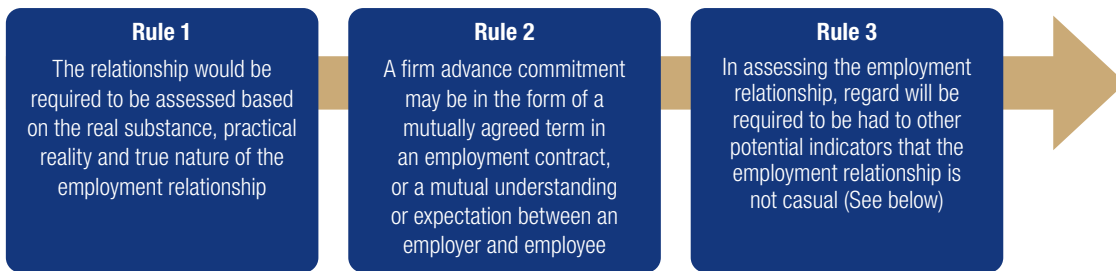 Rule 1
The relationship would be
required to be assessed based
on the real substance, practical
reality and true nature of the
employment relationship
Rule 2
A firm advance commitment
may be in the form of a
mutually agreed term in
an employment contract,
or a mutual understanding
or expectation between an
employer and employee
Rule 3
In assessing the employment
relationship, regard will be
required to be had to other
potential indicators that the
employment relationship is
not casual (See below)